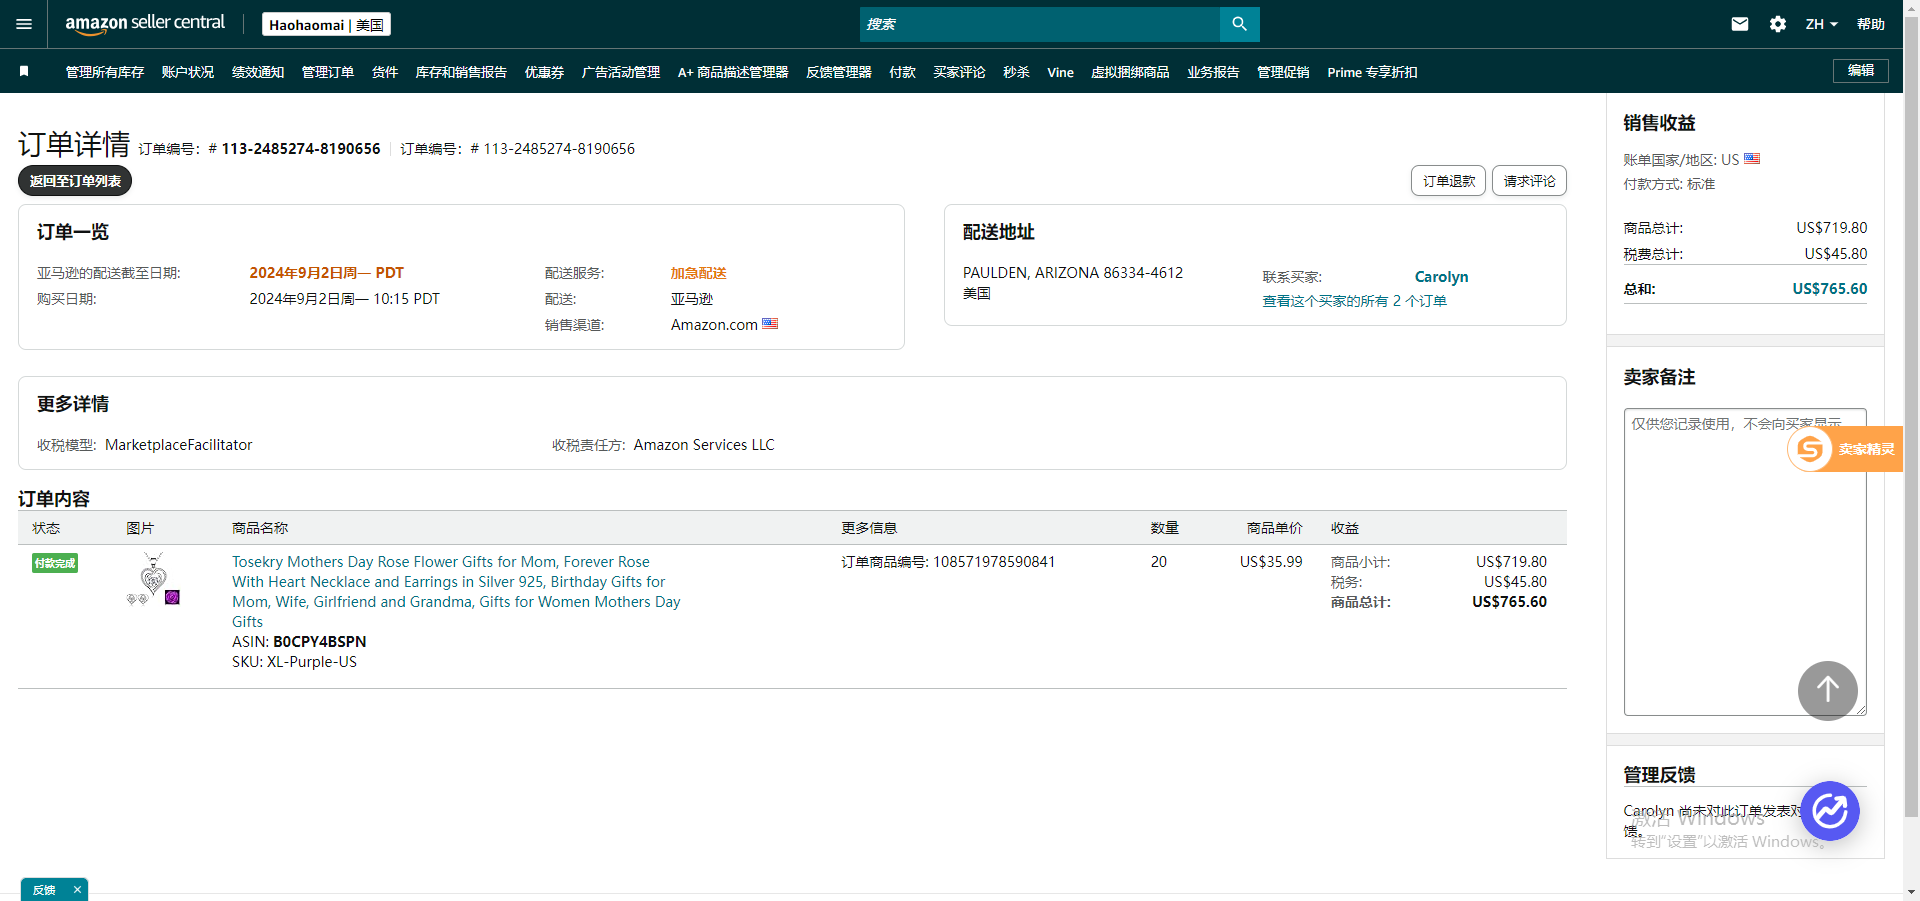 amazon seller central
Haohaomai | 美国
搜索
ZH
帮助
管理所有库存 账户状况 绩效通知 管理订单 货件 库存和销售报告 优惠券 广告活动管理 A+ 商品描述管理器 反馈管理器 付款 买家评论 秒杀 Vine 虚拟捆绑商品 业务报告 管理促销 Prime 专享折扣
编辑
订单详情 订单编号: # 113-2485274-8190656 订单编号: # 113-2485274-8190656
返回至订单列表
订单退款 请求评论
订单一览
亚马逊的配送截至日期: 2024年9月2日周一 PDT
购买日期: 2024年9月2日周一 10:15 PDT
配送服务: 加急配送
配送: 亚马逊
销售渠道: Amazon.com
配送地址
PAULDEN, ARIZONA 86334-4612
美国
联系买家: Carolyn
查看这个买家的所有 2 个订单
更多详情
收税模型: MarketplaceFacilitator 收税责任方: Amazon Services LLC
订单内容
状态 图片 商品名称 更多信息 数量 商品单价 收益
付款完成
Tosekry Mothers Day Rose Flower Gifts for Mom, Forever Rose
With Heart Necklace and Earrings in Silver 925, Birthday Gifts for
Mom, Wife, Girlfriend and Grandma, Gifts for Women Mothers Day
Gifts
ASIN: B0CPY4BSPN
SKU: XL-Purple-US
订单商品编号: 108571978590841
20
US$35.99
商品小计: US$719.80
税务: US$45.80
商品总计: US$765.60
销售收益
账单国家/地区: US
付款方式: 标准
商品总计: US$719.80
税费总计: US$45.80
总和: US$765.60
卖家备注
仅供您记录使用，不会向买家显示
卖家精灵
管理反馈
Carolyn 尚未对此订单发表对
馈。
激活 Windows
转到"设置"以激活 Windows。
反馈 ×